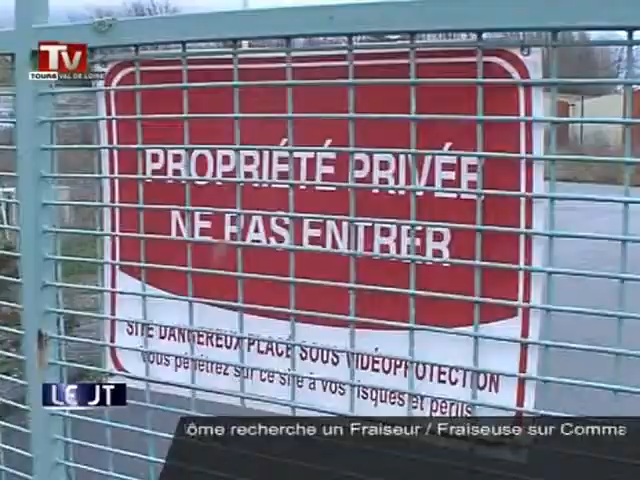 TV
TOURS VAL DE LOIRE
PROPRIÉTÉ PRIVÉE
NE PAS ENTRER
SITE DANGEREUX PLACE SOUS VIDÉOPROTECTION
vous pénétrez sur ce site à vos risques et périls
LE JT
ôme recherche un Fraiseur / Fraiseuse sur Comma